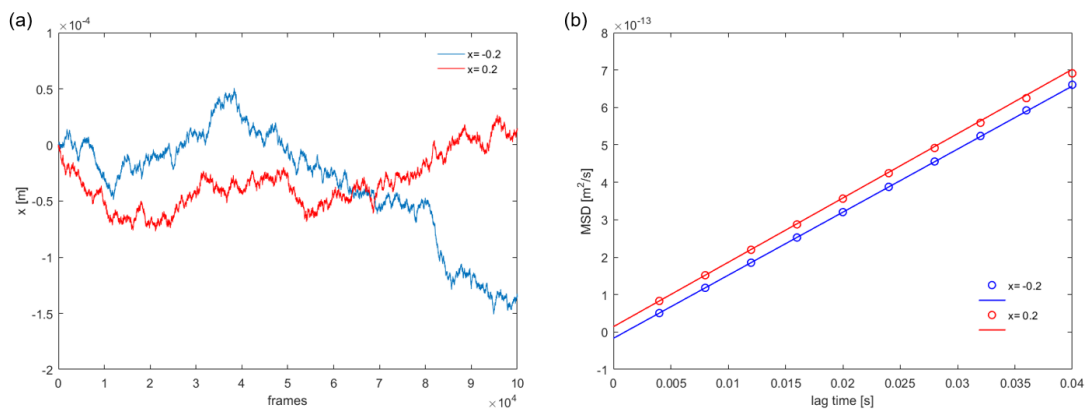 (a)
×10⁻⁴
1
0.5
0
-0.5
-1
-1.5
-2
x [m]
x= -0.2
x= 0.2
0 1 2 3 4 5 6 7 8 9 10
×10⁴
frames
(b)
×10⁻¹³
8
7
6
5
4
3
2
1
0
-1
MSD [m²/s]
x= -0.2
x= 0.2
0 0.005 0.01 0.015 0.02 0.025 0.03 0.035 0.04
lag time [s]